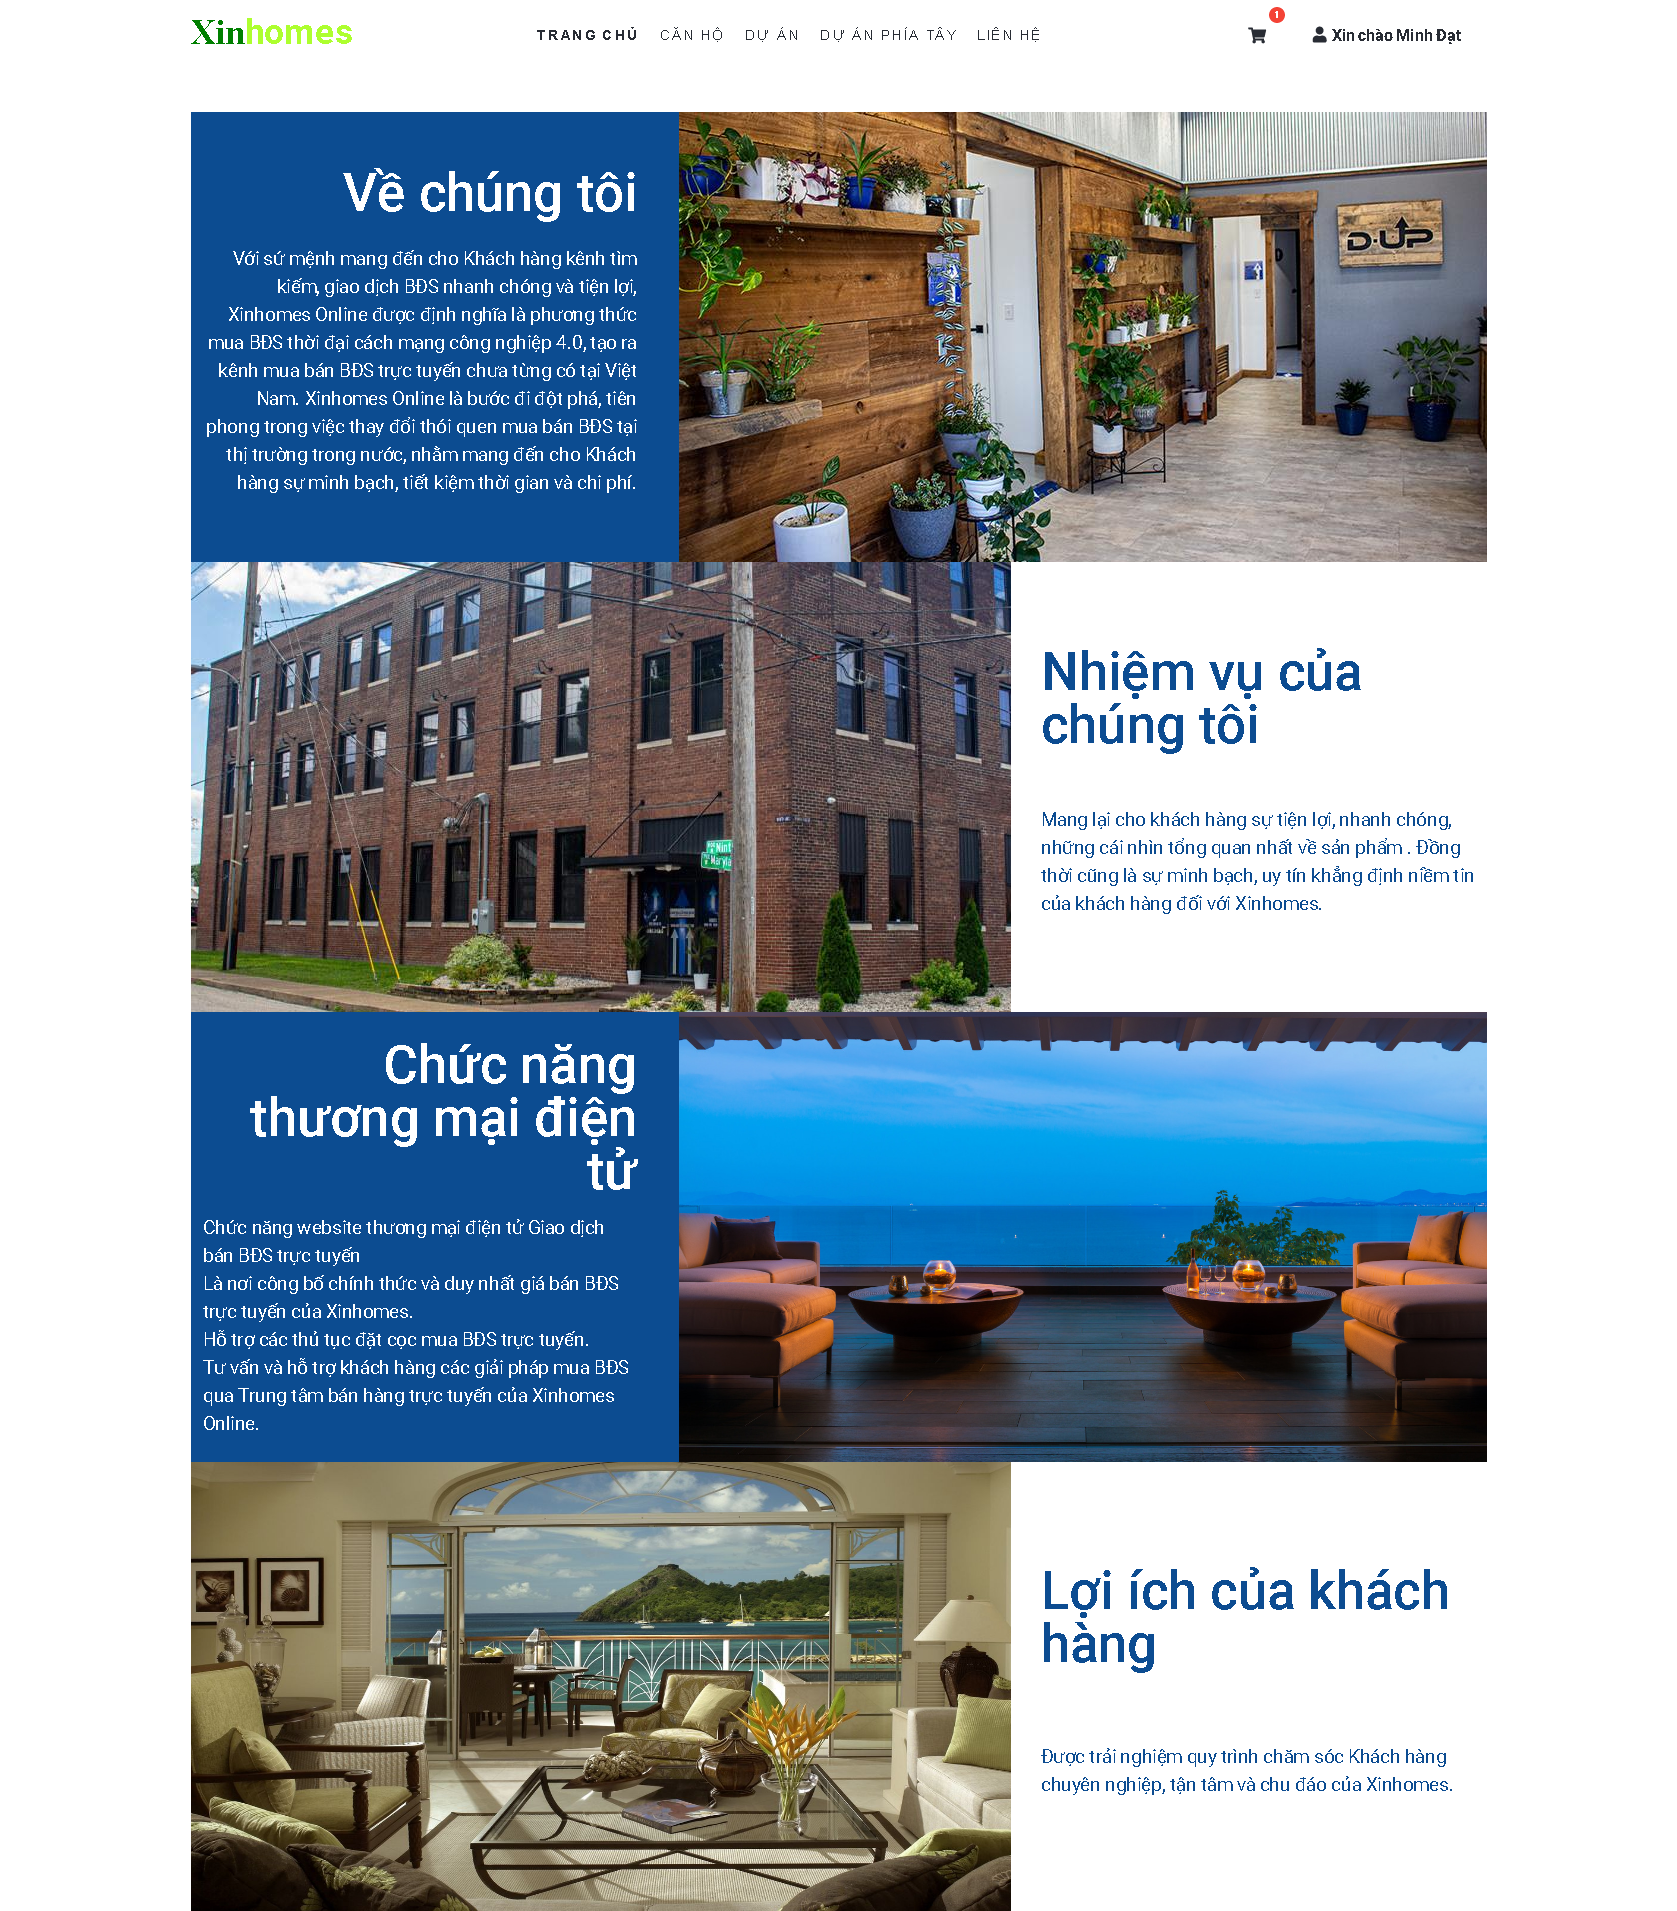 Xinhomes
TRANG CHỦ CĂN HỘ DỰ ÁN DỰ ÁN PHÍA TÂY LIÊN HỆ
1
Xin chào Minh Đạt
Về chúng tôi
Với sứ mệnh mang đến cho Khách hàng kênh tìm
kiếm, giao dịch BĐS nhanh chóng và tiện lợi,
Xinhomes Online được định nghĩa là phương thức
mua BĐS thời đại cách mạng công nghiệp 4.0, tạo ra
kênh mua bán BĐS trực tuyến chưa từng có tại Việt
Nam. Xinhomes Online là bước đi đột phá, tiên
phong trong việc thay đổi thói quen mua bán BĐS tại
thị trường trong nước, nhằm mang đến cho Khách
hàng sự minh bạch, tiết kiệm thời gian và chi phí.
D·UP
Mint
Maryla
Nhiệm vụ của
chúng tôi
Mang lại cho khách hàng sự tiện lợi, nhanh chóng,
những cái nhìn tổng quan nhất về sản phẩm . Đồng
thời cũng là sự minh bạch, uy tín khẳng định niềm tin
của khách hàng đối với Xinhomes.
Chức năng
thương mại điện
tử
Chức năng website thương mại điện tử Giao dịch
bán BĐS trực tuyến
Là nơi công bố chính thức và duy nhất giá bán BĐS
trực tuyến của Xinhomes.
Hỗ trợ các thủ tục đặt cọc mua BĐS trực tuyến.
Tư vấn và hỗ trợ khách hàng các giải pháp mua BĐS
qua Trung tâm bán hàng trực tuyến của Xinhomes
Online.
Lợi ích của khách
hàng
Được trải nghiệm quy trình chăm sóc Khách hàng
chuyên nghiệp, tận tâm và chu đáo của Xinhomes.